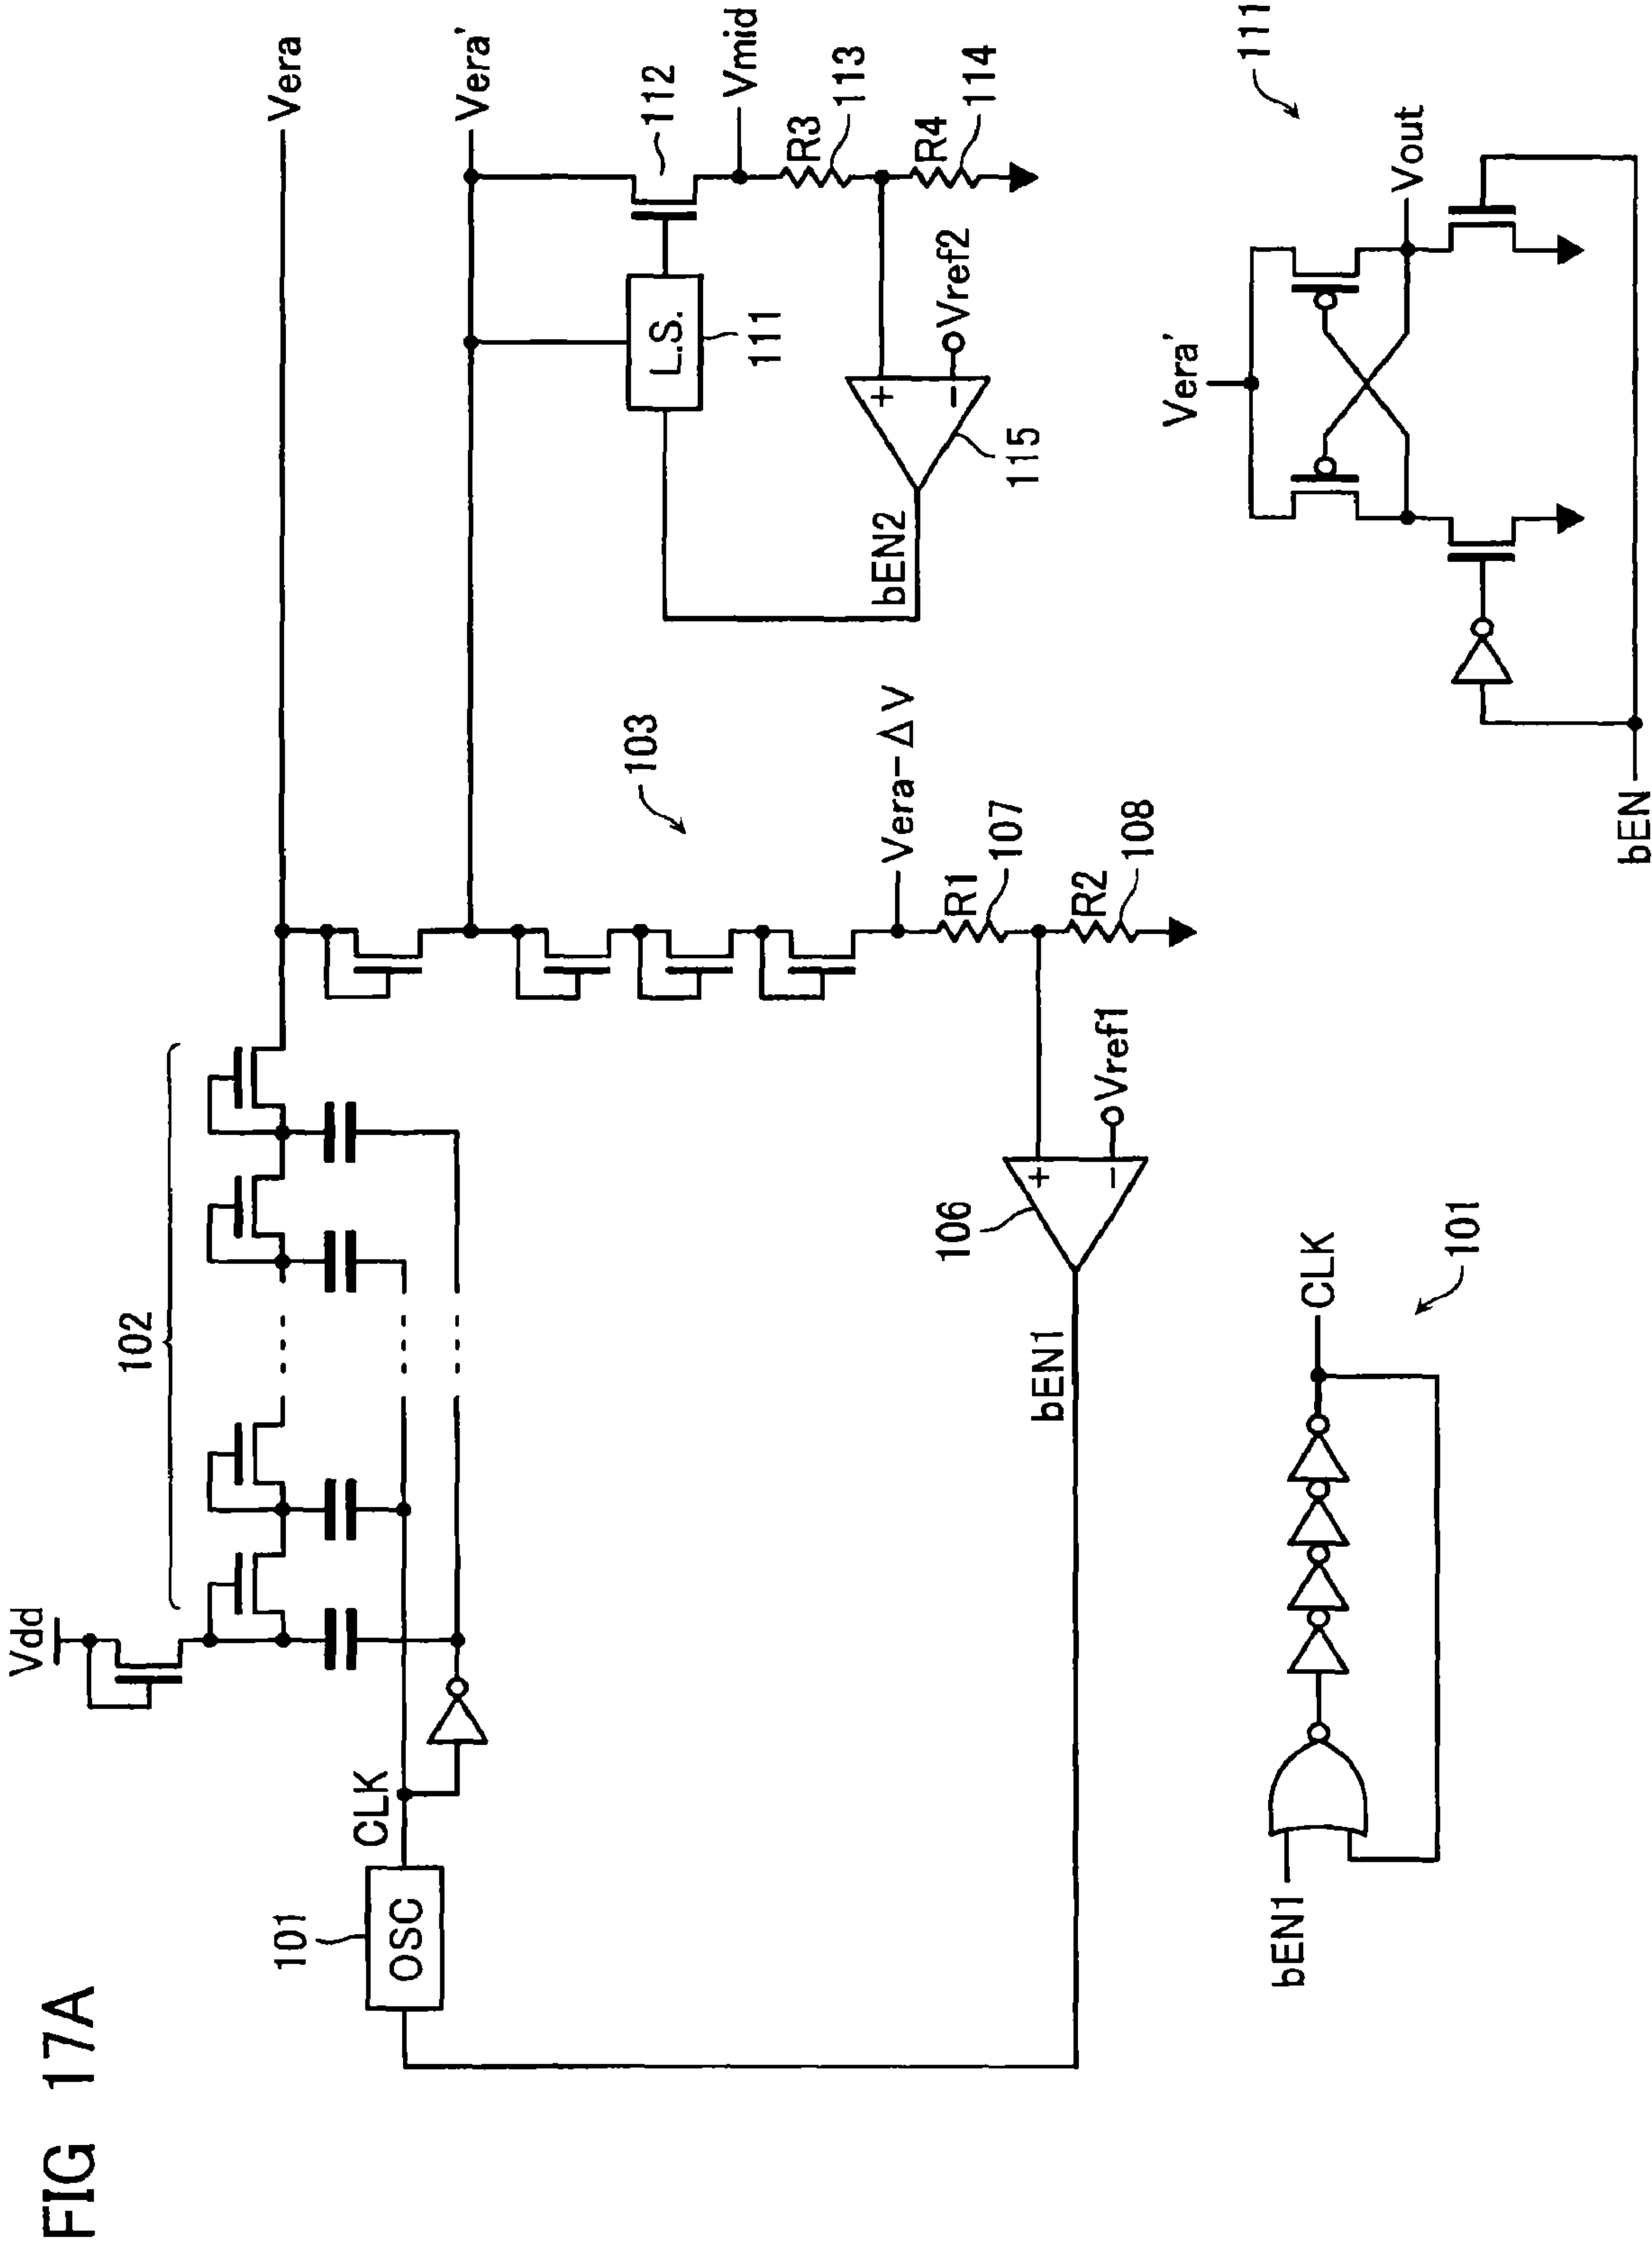 FIG 17A
Vdd
102
Vera
101
OSC
CLK
Vera'
103
L.S.
111
112
Vmid
R3
113
R4
114
Vref2
+
-
115
bEN2
Vera-ΔV
R1
107
R2
108
Vref1
+
-
106
bEN1
bEN1
CLK
101
Vera'
Vout
111
bEN